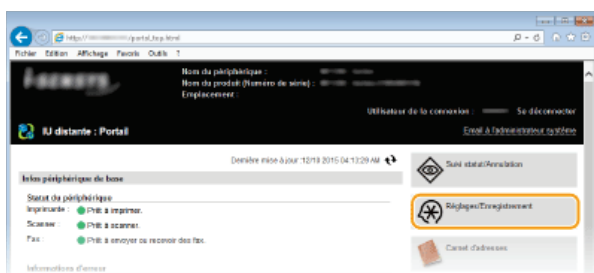 http:// /portal_top.html
Fichier Edition Affichage Favoris Outils ?
Nom du périphérique :
Nom du produit (Numéro de série) :
Emplacement :
Utilisateur de la connexion : Se déconnecter
IU distante : Portail
Email à l'administrateur système
Dernière mise à jour :12/18 2015 04:13:29 AM
Infos périphérique de base
Statut du périphérique
Imprimante : Prêt à imprimer.
Scanner : Prêt à scanner.
Fax : Prêt à envoyer ou recevoir des fax.
Informations d'erreur
Suivi statut/Annulation
Réglages/Enregistrement
Carnet d'adresses